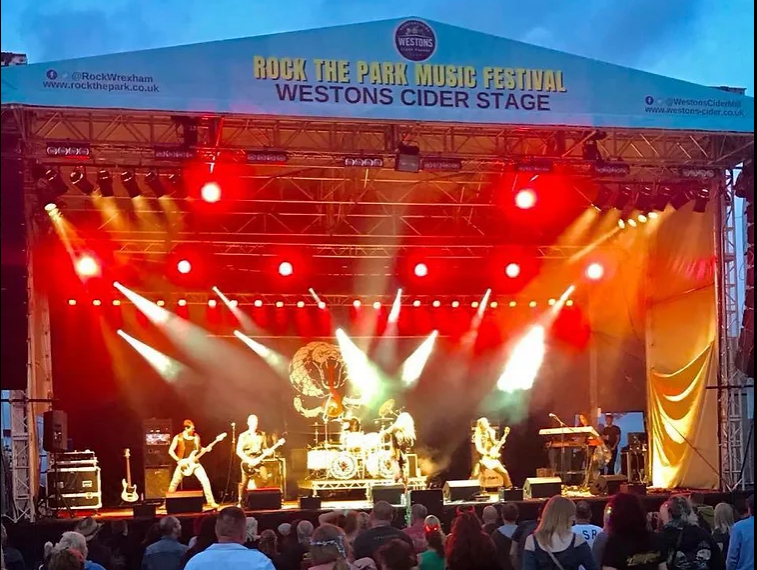 WESTONS
ROCK THE PARK MUSIC FESTIVAL
WESTONS CIDER STAGE
@RockWrexham
www.rockthepark.co.uk
@WestonsCiderMill
www.westons-cider.co.uk